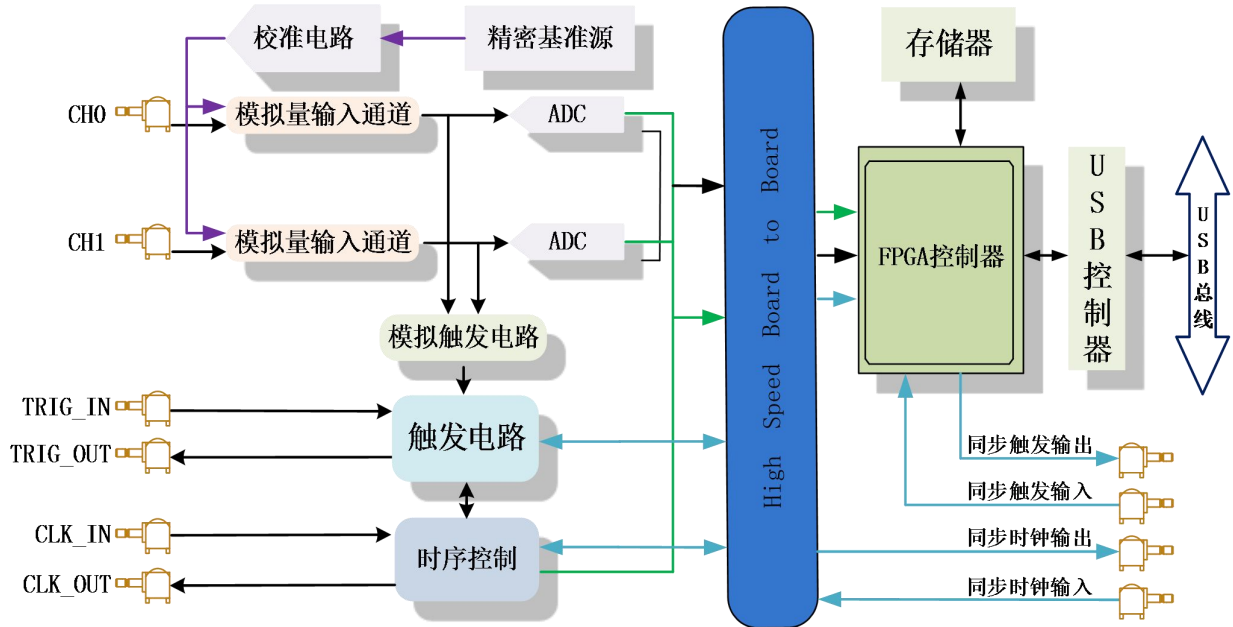 校准电路
精密基准源
存储器
CH0
模拟量输入通道
ADC
CH1
模拟量输入通道
ADC
模拟触发电路
High Speed Board to Board
FPGA控制器
USB控制器
USB总线
TRIG_IN
TRIG_OUT
触发电路
CLK_IN
CLK_OUT
时序控制
同步触发输出
同步触发输入
同步时钟输出
同步时钟输入